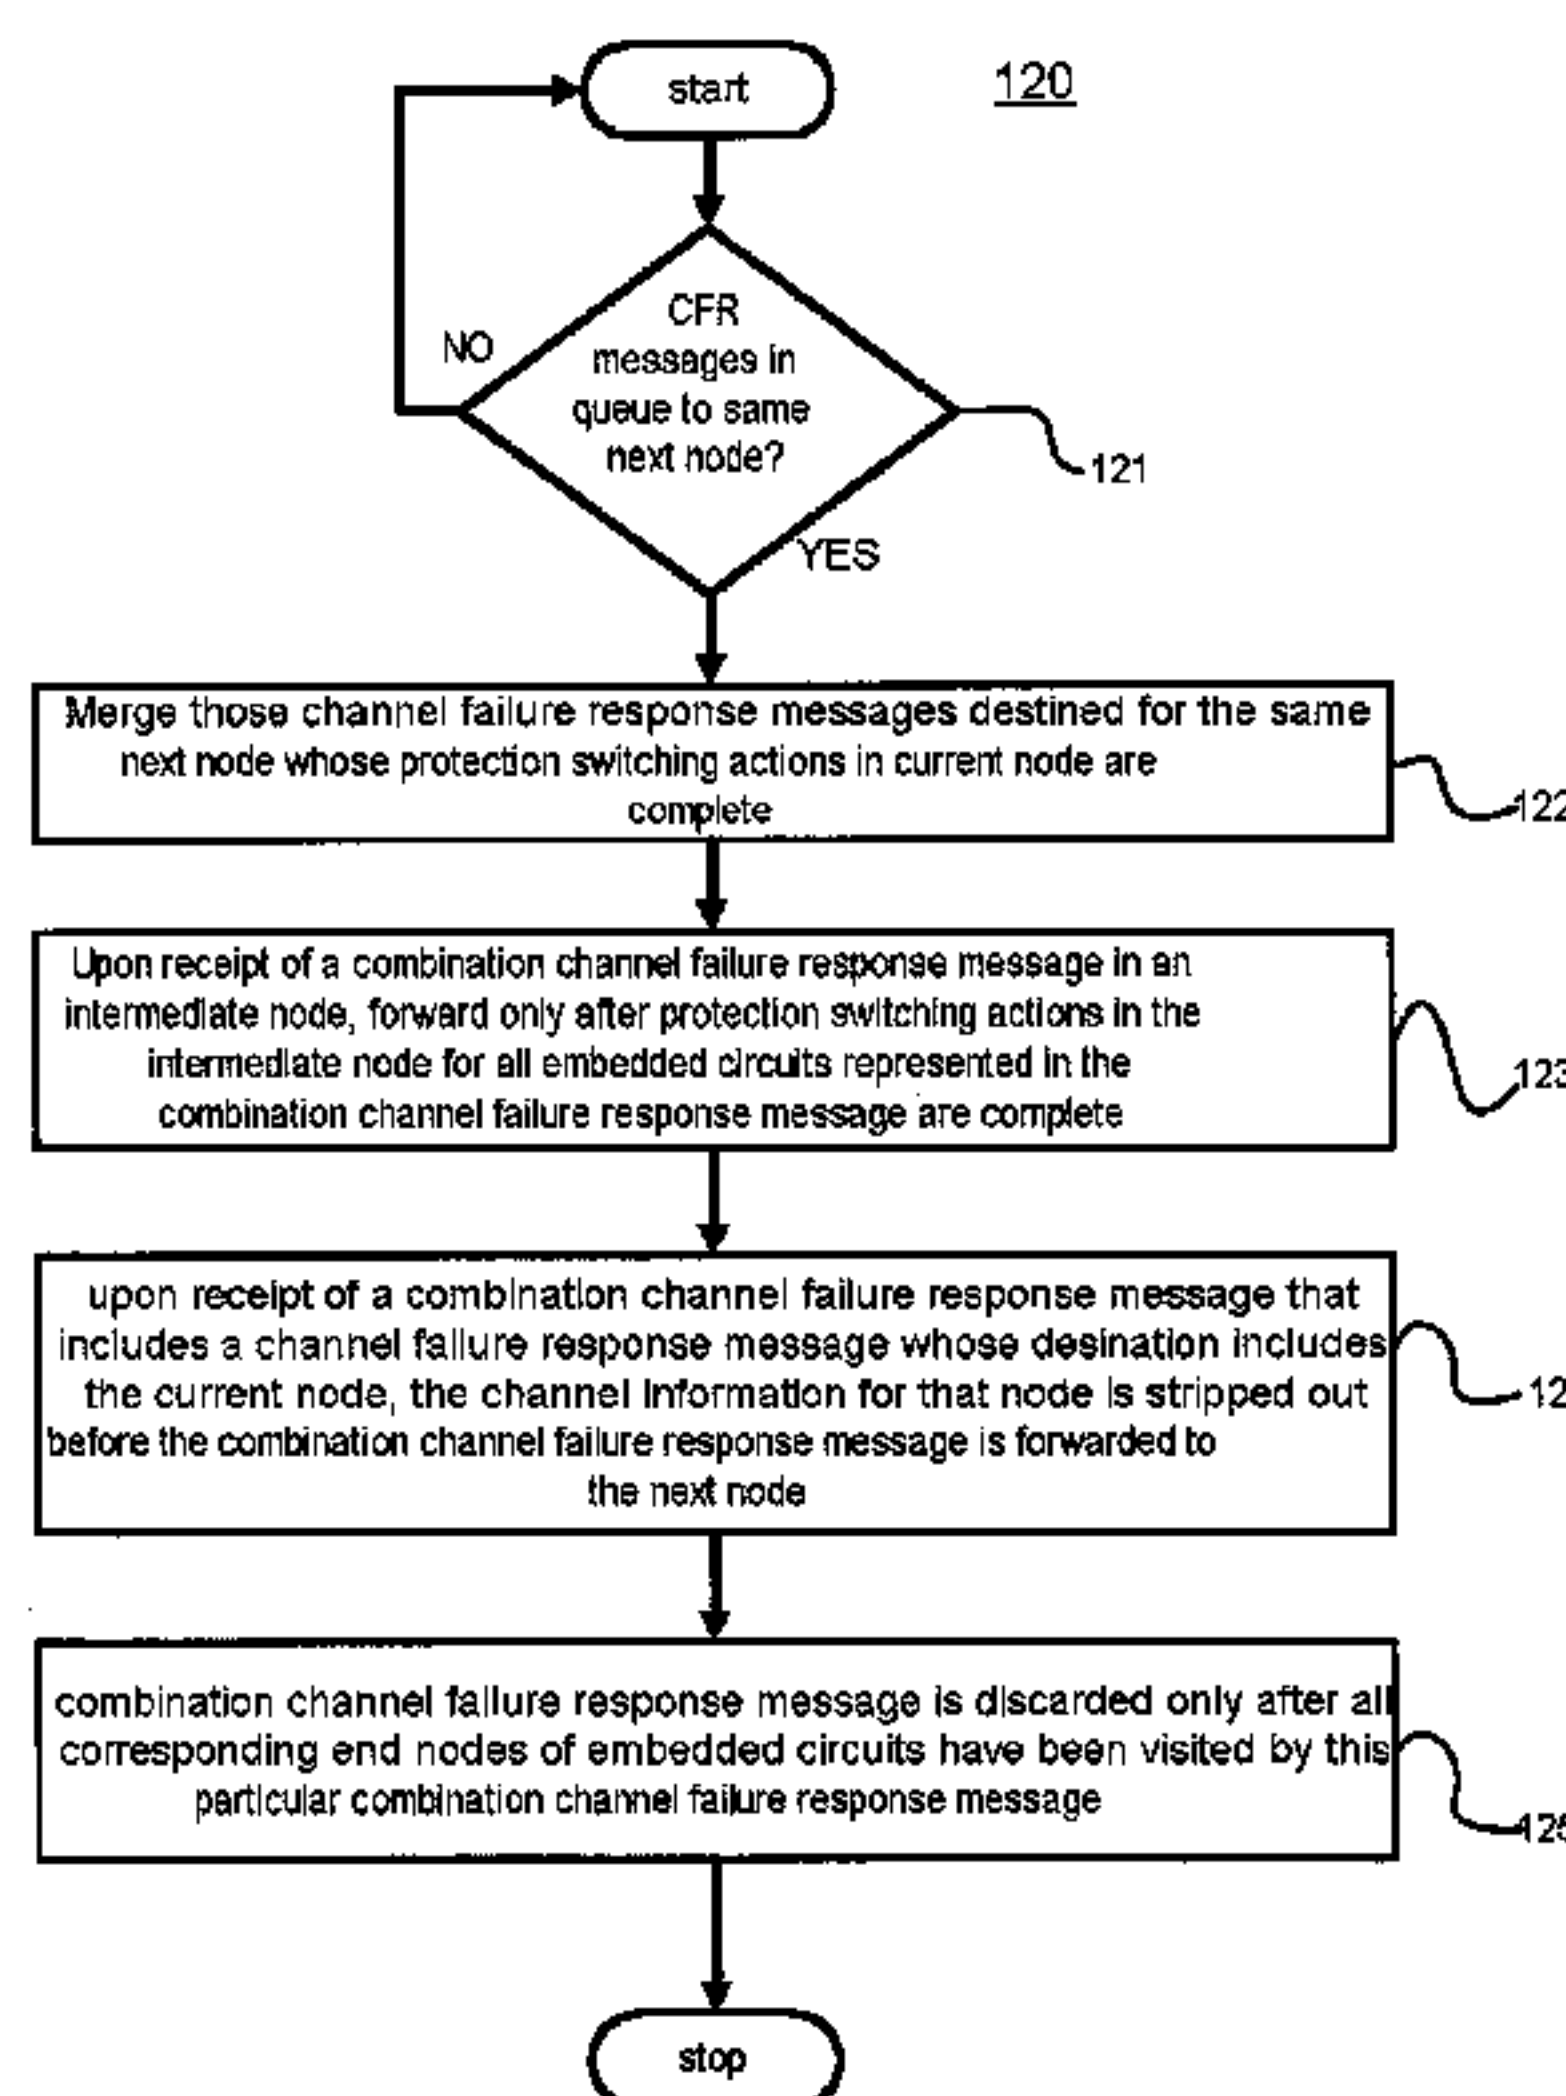 start
120
CFR
messages in
queue to same
next node?
NO
121
YES
Merge those channel failure response messages destined for the same
next node whose protection switching actions in current node are
complete
122
Upon receipt of a combination channel failure response message in an
intermediate node, forward only after protection switching actions in the
intermediate node for all embedded circuits represented in the
combination channel failure response message are complete
123
upon receipt of a combination channel failure response message that
includes a channel failure response message whose desination includes
the current node, the channel information for that node is stripped out
before the combination channel failure response message is forwarded to
the next node
12
combination channel failure response message is discarded only after all
corresponding end nodes of embedded circuits have been visited by this
particular combination channel failure response message
125
stop